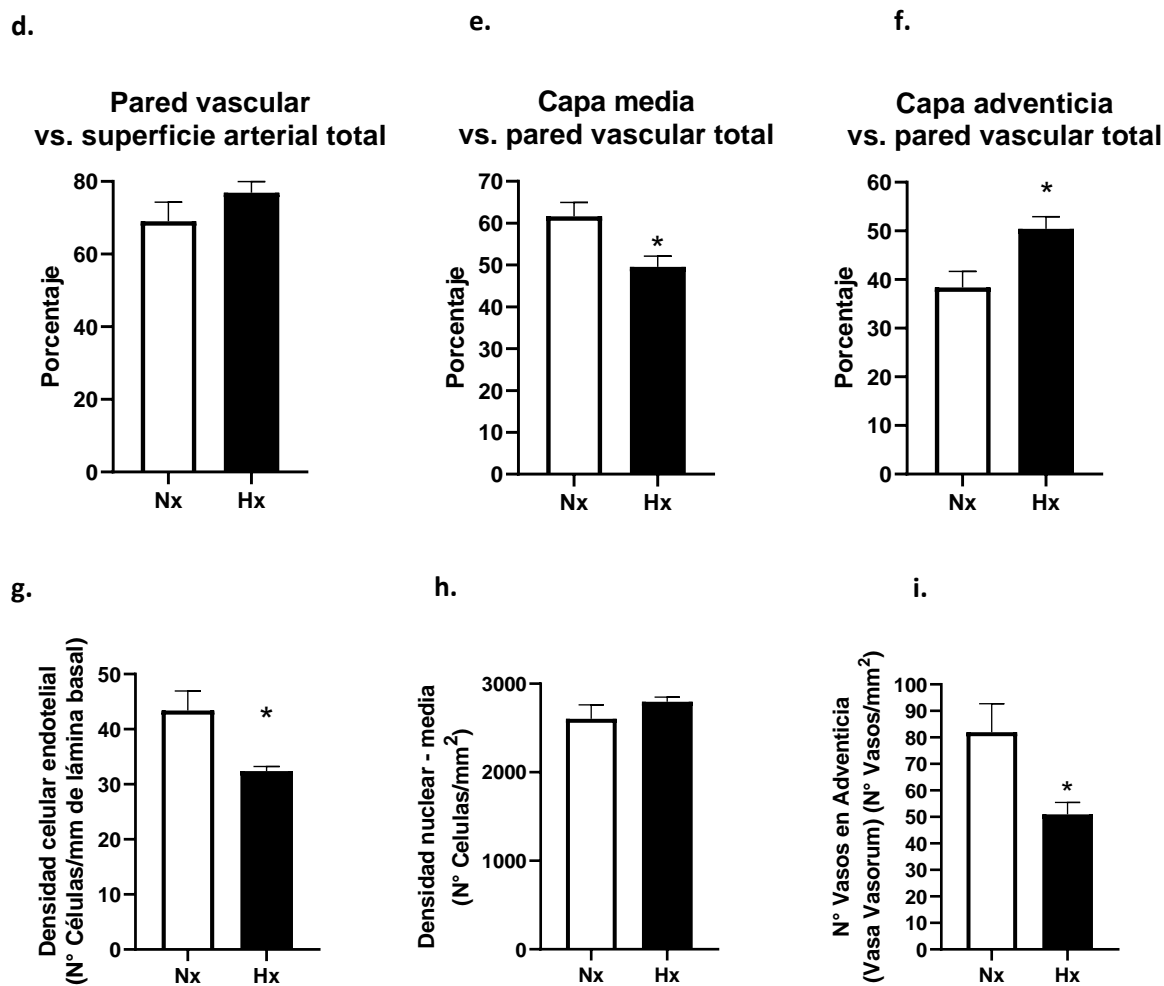 d.
Pared vascular
vs. superficie arterial total
Porcentaje
80
60
40
20
0
Nx Hx
e.
Capa media
vs. pared vascular total
Porcentaje
70
60
50
40
30
20
10
0
*
Nx Hx
f.
Capa adventicia
vs. pared vascular total
Porcentaje
60
50
40
30
20
10
0
*
Nx Hx
g.
Densidad celular endotelial
(N° Células/mm de lámina basal)
50
40
30
20
10
0
*
Nx Hx
h.
Densidad nuclear - media
(N° Celulas/mm²)
3000
2000
1000
0
Nx Hx
i.
N° Vasos en Adventicia
(Vasa Vasorum) (N° Vasos/mm²)
100
90
80
70
60
50
40
30
20
10
0
*
Nx Hx